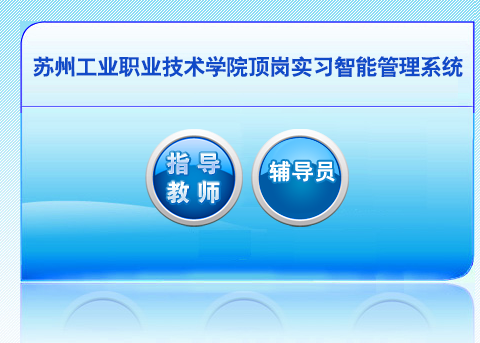 苏州工业职业技术学院顶岗实习智能管理系统
指导
教师
辅导员